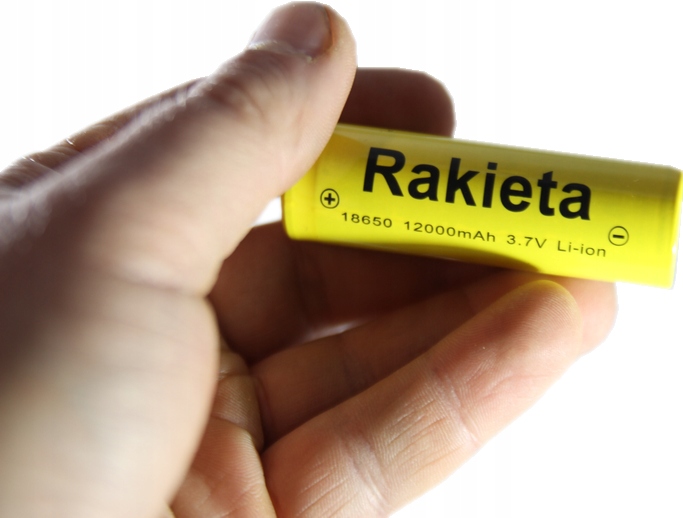 Rakieta
⊕ 18650 12000mAh 3.7V Li-ion ⊖